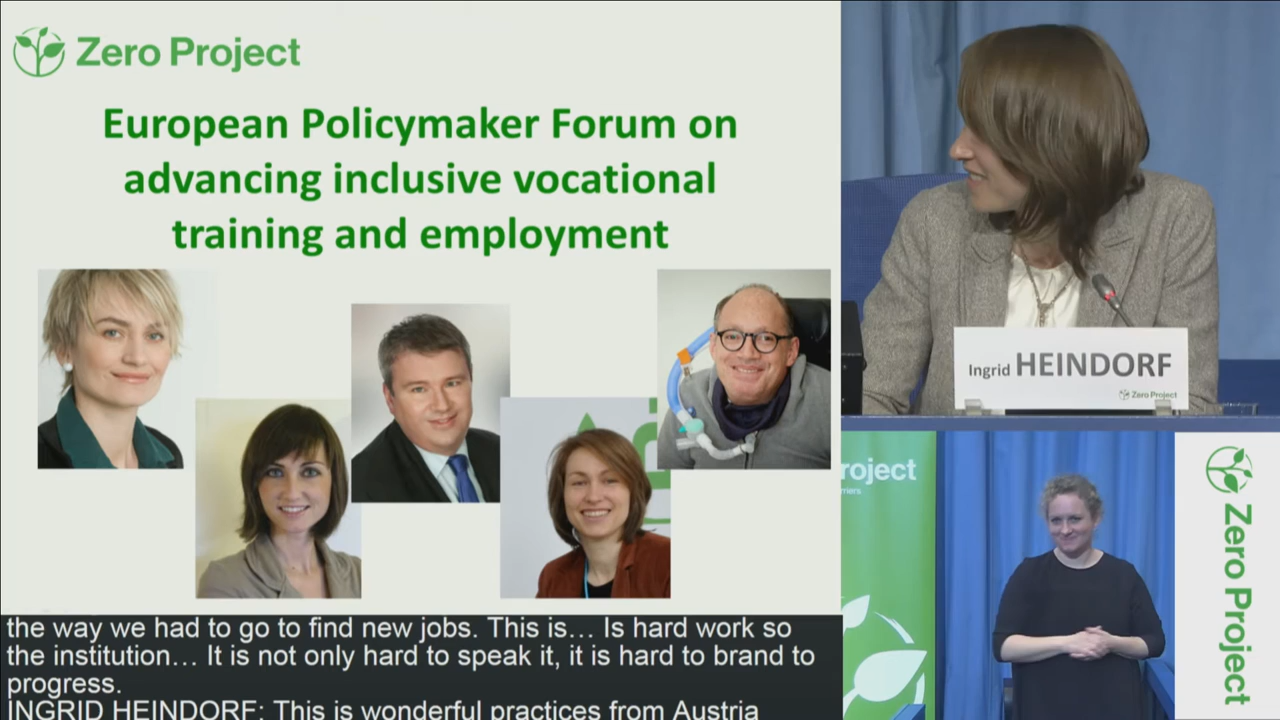 Zero Project
European Policymaker Forum on
advancing inclusive vocational
training and employment
Ingrid HEINDORF
Zero Project
roject
rriers
Zero Project
the way we had to go to find new jobs. This is… Is hard work so
the institution… It is not only hard to speak it, it is hard to brand to
progress.
INGRID HEINDORF: This is wonderful practices from Austria